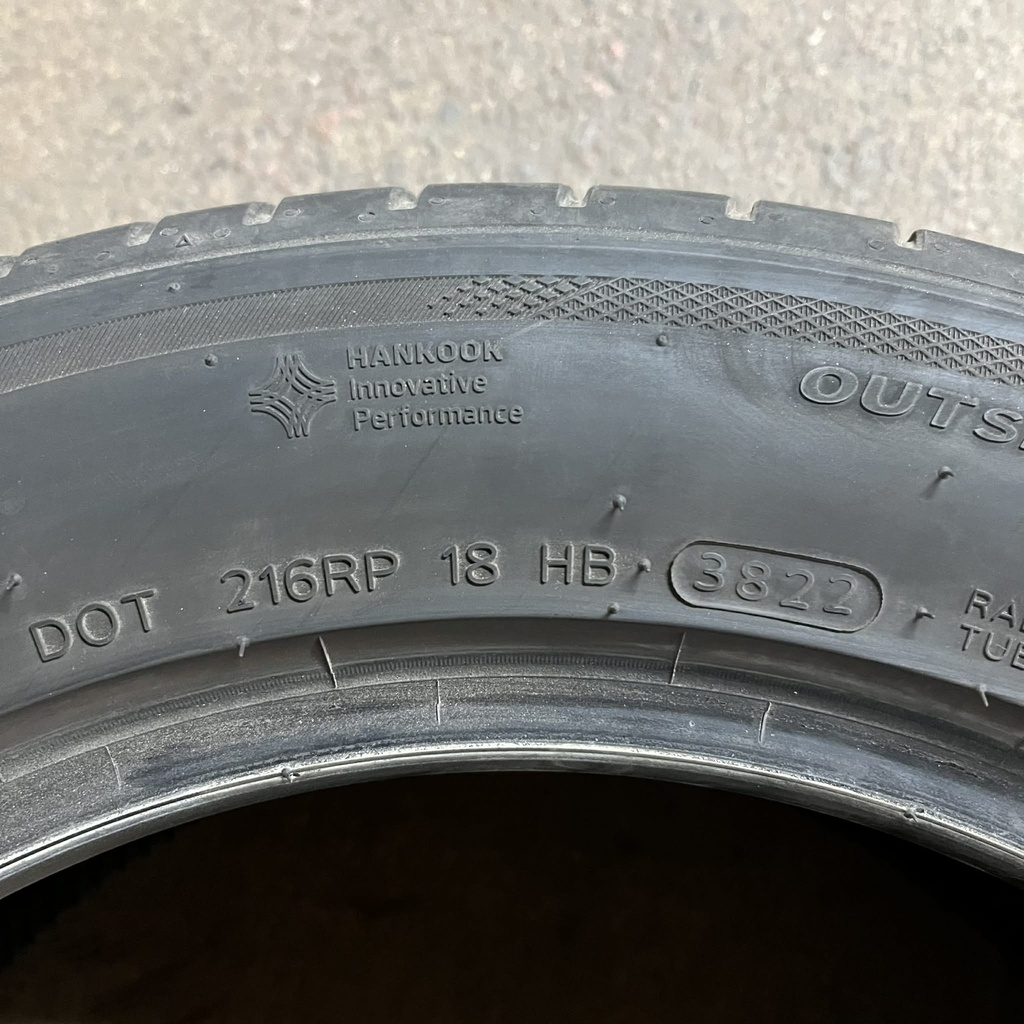 HANKOOK
Innovative
Performance
DOT 216RP 18 HB 3822